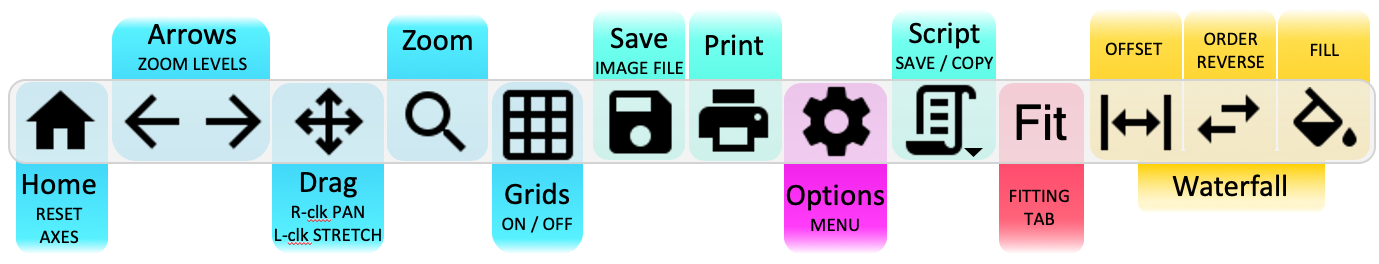 Arrows
ZOOM LEVELS
Zoom
Save
IMAGE FILE
Print
Script
SAVE / COPY
OFFSET
ORDER
REVERSE
FILL
Fit
Home
RESET
AXES
Drag
R-clk PAN
L-clk STRETCH
Grids
ON / OFF
Options
MENU
FITTING
TAB
Waterfall